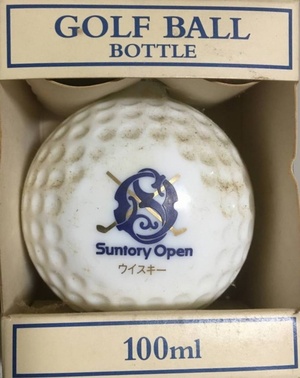 GOLF BALL
BOTTLE
Suntory Open
ウイスキー
100ml